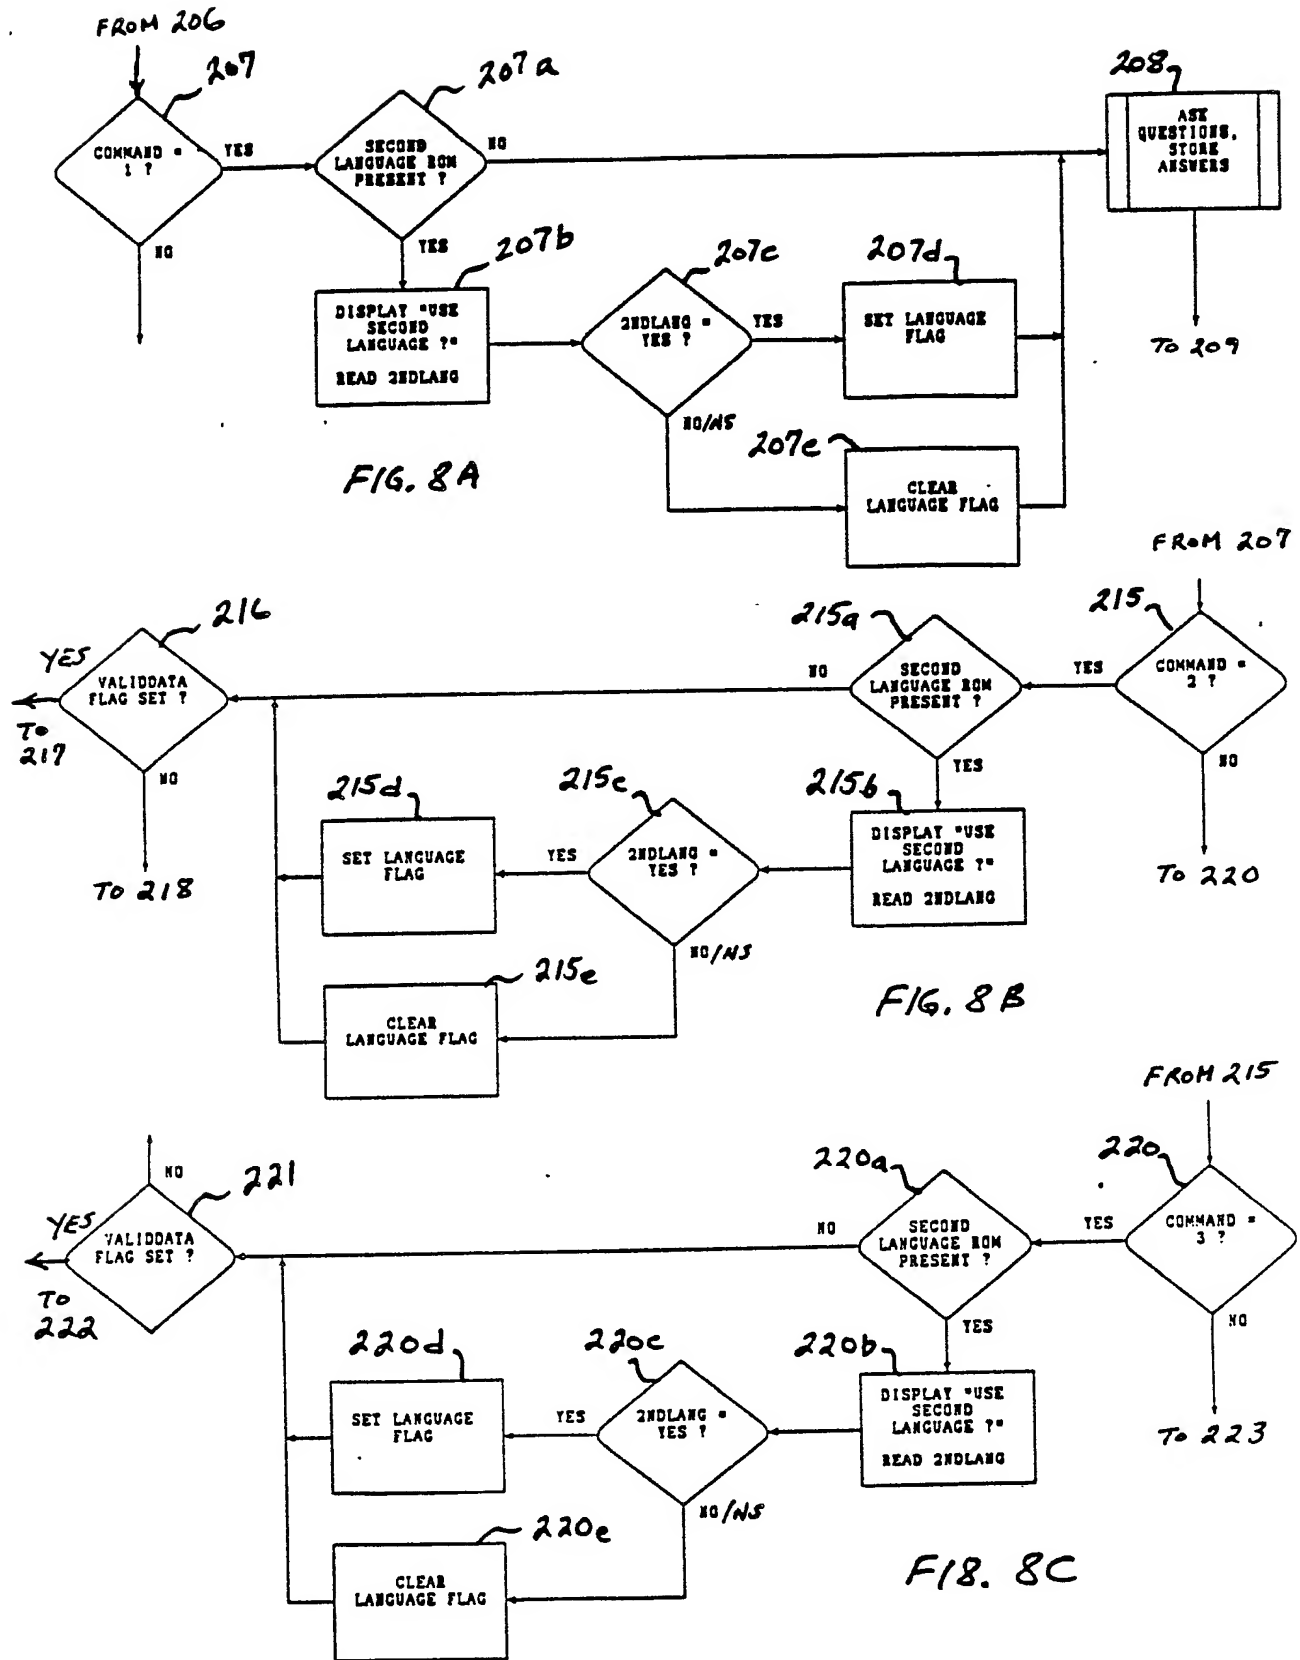 FROM 206
207
COMMAND =
1 ?
YES
NO
207a
SECOND
LANGUAGE ROM
PRESENT ?
NO
YES
208
ASK
QUESTIONS,
STORE
ANSWERS
TO 209
207b
DISPLAY "USE
SECOND
LANGUAGE ?"
READ 2NDLANG
207c
2NDLANG =
YES ?
YES
NO/NS
207d
SET LANGUAGE
FLAG
207e
CLEAR
LANGUAGE FLAG
FIG. 8A
FROM 207
215
COMMAND =
2 ?
YES
NO
TO 220
215a
SECOND
LANGUAGE ROM
PRESENT ?
NO
YES
216
VALIDDATA
FLAG SET ?
YES
TO
217
NO
TO 218
215b
DISPLAY "USE
SECOND
LANGUAGE ?"
READ 2NDLANG
215c
2NDLANG =
YES ?
YES
NO/NS
215d
SET LANGUAGE
FLAG
215e
CLEAR
LANGUAGE FLAG
FIG. 8B
FROM 215
220
COMMAND =
3 ?
YES
NO
TO 223
220a
SECOND
LANGUAGE ROM
PRESENT ?
NO
YES
221
VALIDDATA
FLAG SET ?
NO
YES
TO
222
220b
DISPLAY "USE
SECOND
LANGUAGE ?"
READ 2NDLANG
220c
2NDLANG =
YES ?
YES
NO/NS
220d
SET LANGUAGE
FLAG
220e
CLEAR
LANGUAGE FLAG
FI8. 8C